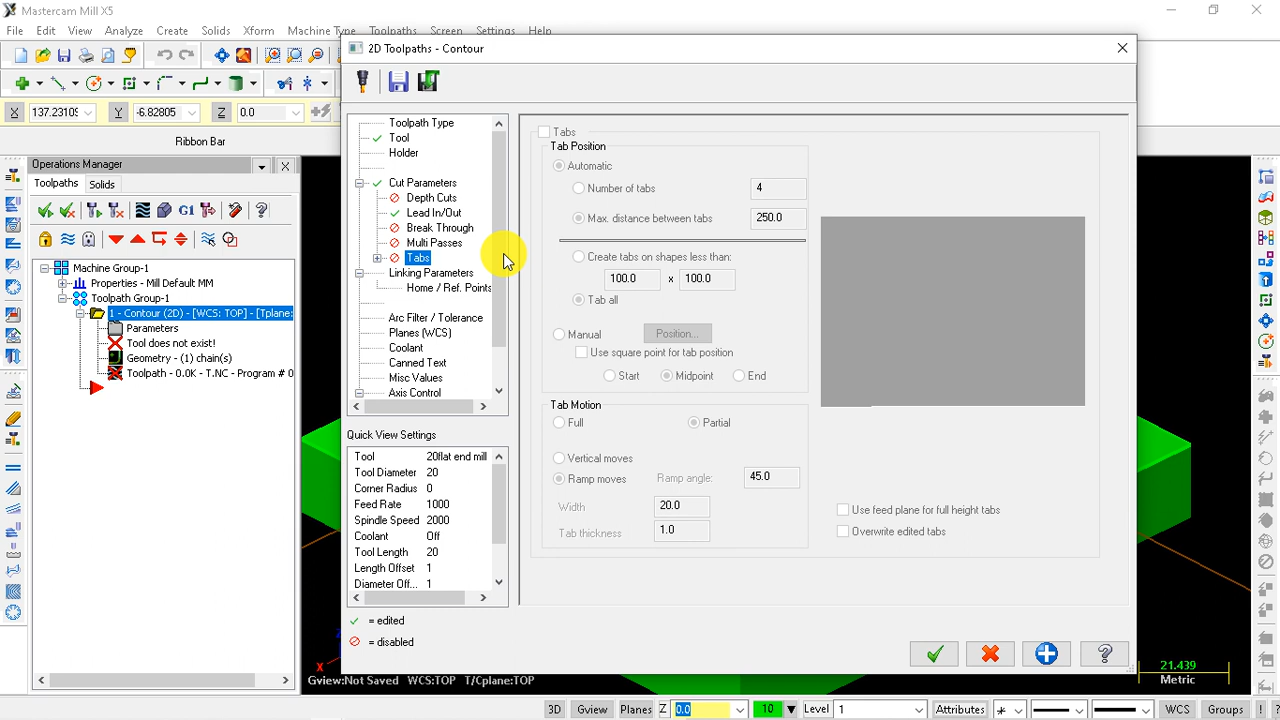 Mastercam Mill X5
File Edit View Analyze Create Solids Xform Machine Type Toolpaths Screen Settings Help
2D Toolpaths - Contour
X 137.23109 Y -6.82805 Z 0.0
Ribbon Bar
Operations Manager
Toolpaths Solids
G1
Machine Group-1
Properties - Mill Default MM
Toolpath Group-1
1 - Contour (2D) - [WCS: TOP] - [Tplane:
Parameters
Tool does not exist!
Geometry - (1) chain(s)
Toolpath - 0.0K - T.NC - Program # 0
Toolpath Type
Tool
Holder
Cut Parameters
Depth Cuts
Lead In/Out
Break Through
Multi Passes
Tabs
Linking Parameters
Home / Ref. Points
Arc Filter / Tolerance
Planes (WCS)
Coolant
Canned Text
Misc Values
Axis Control
Quick View Settings
Tool 20flat end mill
Tool Diameter 20
Corner Radius 0
Feed Rate 1000
Spindle Speed 2000
Coolant Off
Tool Length 20
Length Offset 1
Diameter Off... 1
= edited
= disabled
Tabs
Tab Position
Automatic
Number of tabs 4
Max. distance between tabs 250.0
Create tabs on shapes less than:
100.0 x 100.0
Tab all
Manual Position...
Use square point for tab position
Start Midpoint End
Tab Motion
Full Partial
Vertical moves
Ramp moves Ramp angle: 45.0
Width 20.0
Tab thickness 1.0
Use feed plane for full height tabs
Overwrite edited tabs
X
Gview:Not Saved WCS:TOP T/Cplane:TOP
21.439
Metric
3D Gview Planes Z 0.0 10 Level 1 Attributes WCS Groups